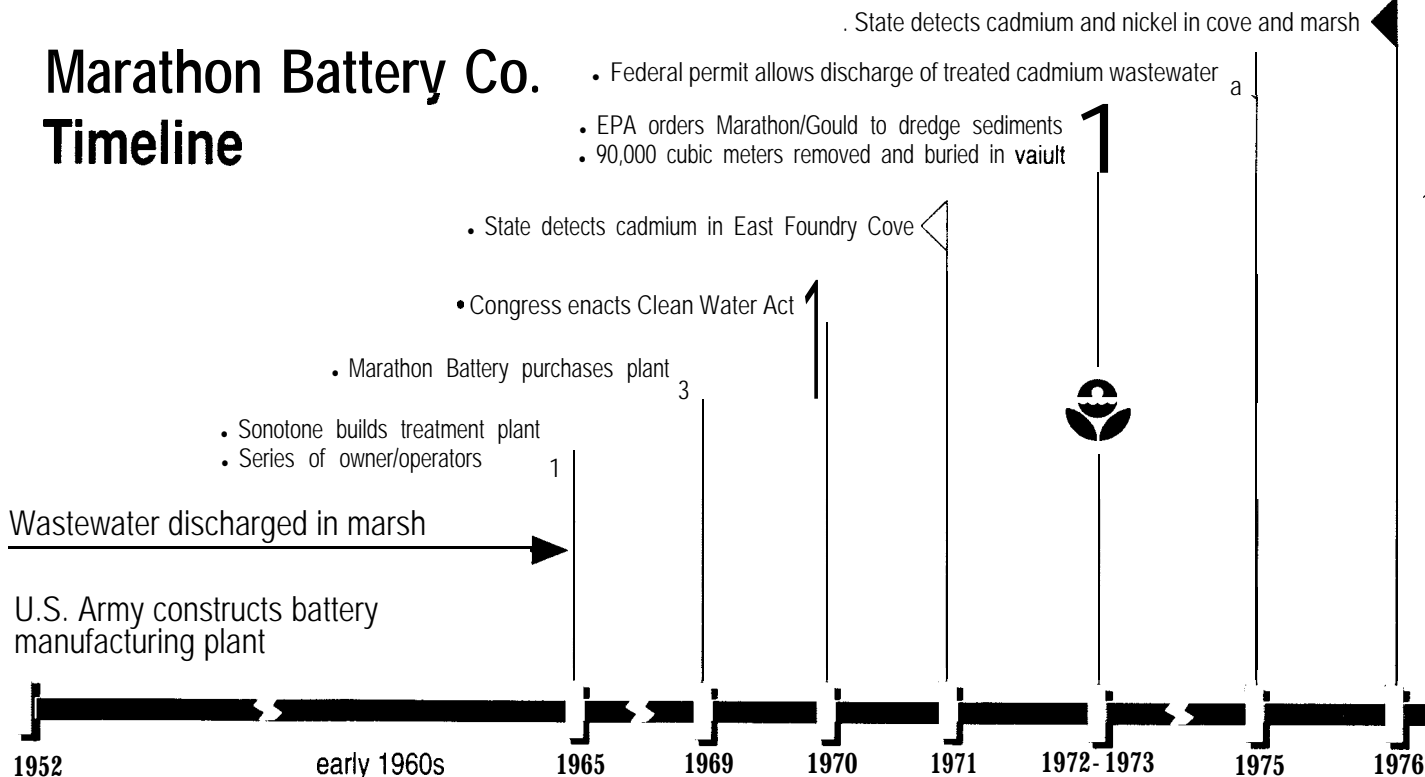 . State detects cadmium and nickel in cove and marsh
Marathon Battery Co.
Timeline
• Federal permit allows discharge of treated cadmium wastewater a
• EPA orders Marathon/Gould to dredge sediments
• 90,000 cubic meters removed and buried in vaiult
1
• State detects cadmium in East Foundry Cove
• Congress enacts Clean Water Act 1
• Marathon Battery purchases plant 3
• Sonotone builds treatment plant
• Series of owner/operators 1
Wastewater discharged in marsh
U.S. Army constructs battery
manufacturing plant
1952 early 1960s 1965 1969 1970 1971 1972-1973 1975 1976